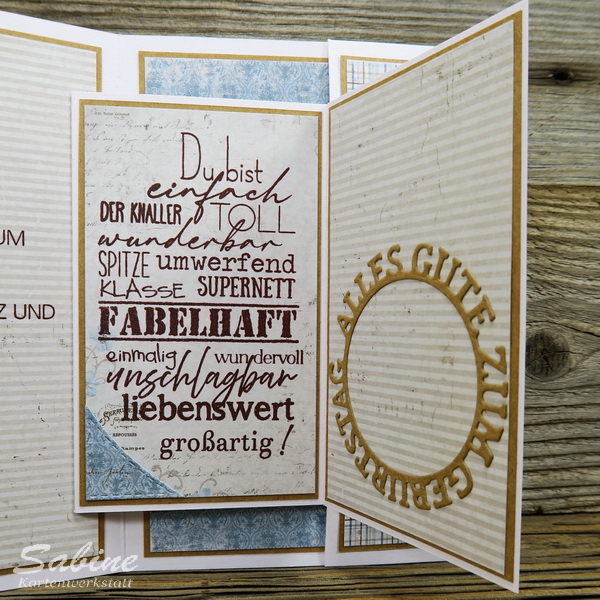 UM
Z UND
Du bist
einfach
DER KNALLER TOLL
wunderbar
SPITZE umwerfend
KLASSE SUPERNETT
FABELHAFT
einmalig wundervoll
unschlagbar
liebenswert
großartig!
ALLES GUTE ZUM GEBURTSTAG
Sabine
Kartenwerkstatt